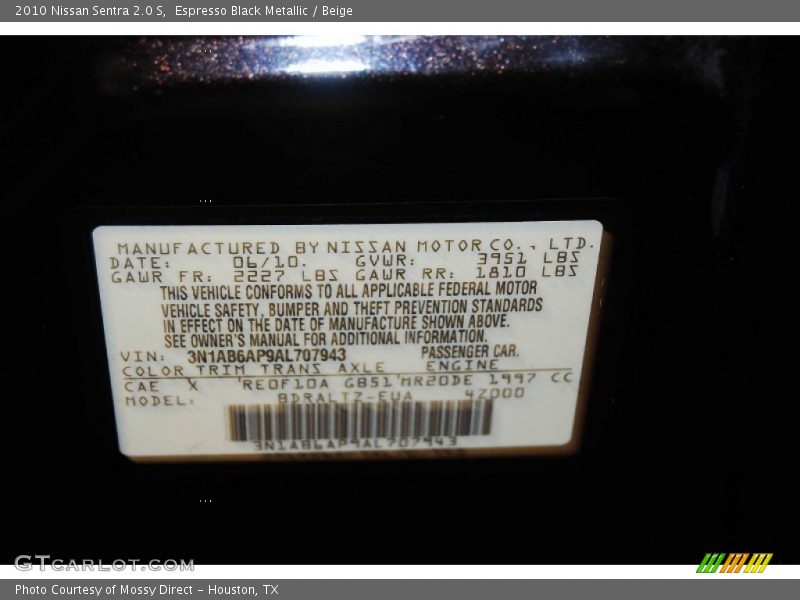 2010 Nissan Sentra 2.0 S, Espresso Black Metallic / Beige
MANUFACTURED BY NISSAN MOTOR CO., LTD.
DATE: 06/10. GVWR: 3951 LBS
GAWR FR: 2227 LBS GAWR RR: 1810 LBS
THIS VEHICLE CONFORMS TO ALL APPLICABLE FEDERAL MOTOR
VEHICLE SAFETY, BUMPER AND THEFT PREVENTION STANDARDS
IN EFFECT ON THE DATE OF MANUFACTURE SHOWN ABOVE.
SEE OWNER'S MANUAL FOR ADDITIONAL INFORMATION.
VIN: 3N1AB6AP9AL707943 PASSENGER CAR.
COLOR TRIM TRANS AXLE ENGINE
CAE X RE0F10A GB51 MR20DE 1997 CC
MODEL: BDRALTZ-EUA 4Z000
3N1AB6AP9AL707943
GTCARLOT.COM
Photo Courtesy of Mossy Direct – Houston, TX